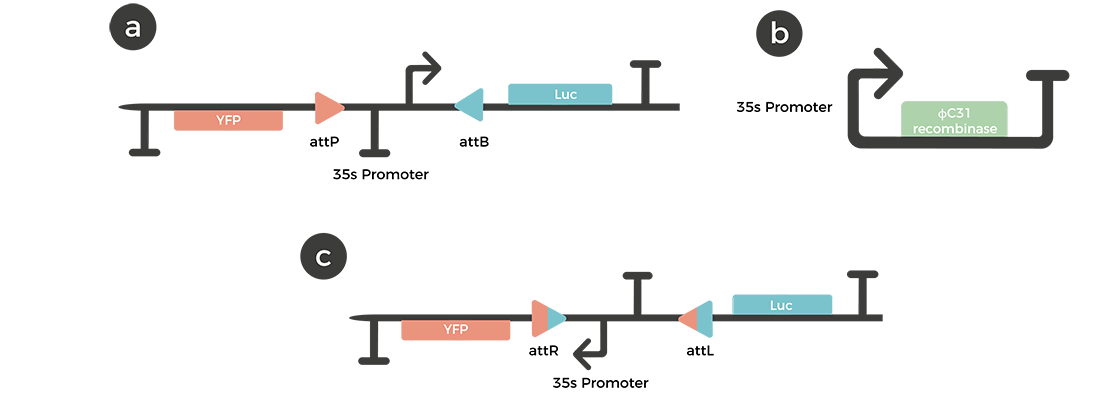 a
YFP
attP
35s Promoter
attB
Luc
b
35s Promoter
ϕC31
recombinase
c
YFP
attR
35s Promoter
attL
Luc